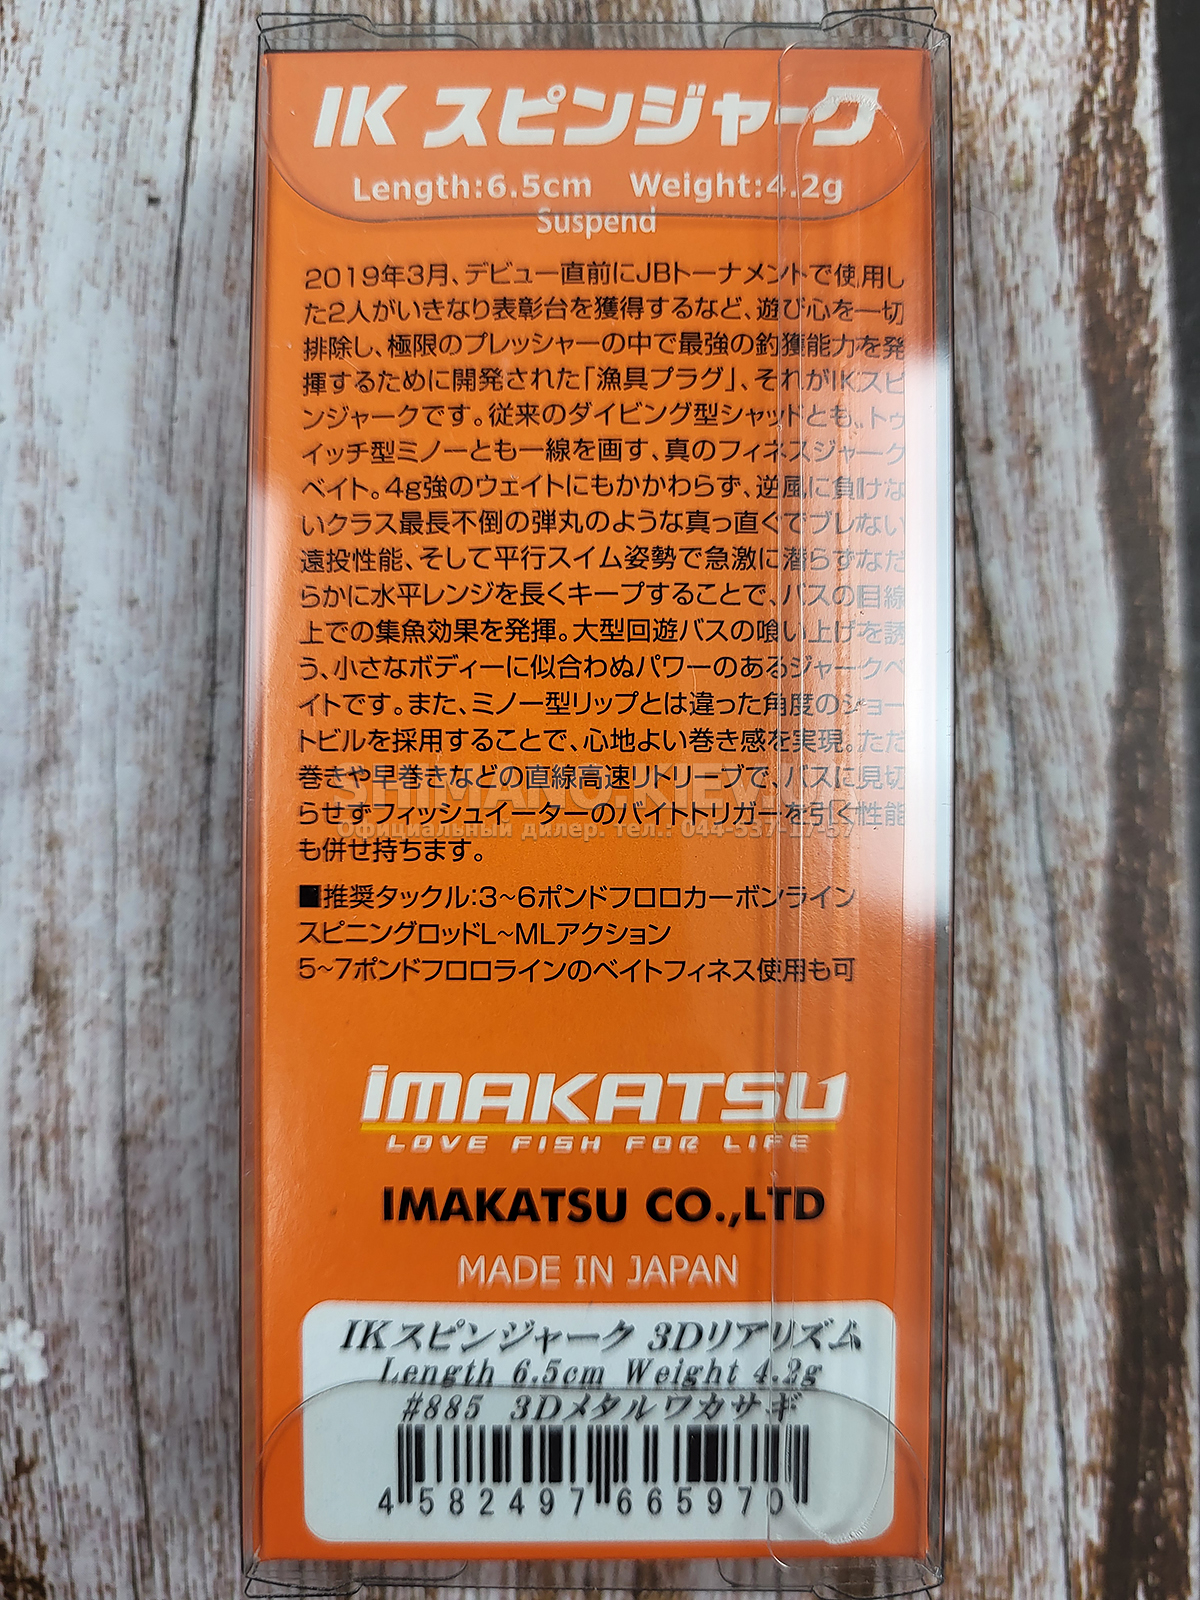 IK スピンジャーク
Length:6.5cm Weight:4.2g
Suspend
2019年3月、デビュー直前にJBトーナメントで使用し
た2人がいきなり表彰台を獲得するなど、遊び心を一切
排除し、極限のプレッシャーの中で最強の釣獲能力を発
揮するために開発された「漁具プラグ」、それがIKスピ
ンジャークです。従来のダイビング型シャッドとも、トゥ
イッチ型ミノーとも一線を画す、真のフィネスジャーク
ベイト。4g強のウェイトにもかかわらず、逆風に負けな
いクラス最長不倒の弾丸のような真っ直ぐでブレない
遠投性能、そして平行スイム姿勢で急激に潜らずなだ
らかに水平レンジを長くキープすることで、バスの目線
上での集魚効果を発揮。大型回遊バスの喰い上げを誘
う、小さなボディーに似合わぬパワーのあるジャークベ
イトです。また、ミノー型リップとは違った角度のショー
トビルを採用することで、心地よい巻き感を実現。ただ
巻きや早巻きなどの直線高速リトリーブで、バスに見切
SHIMANO.KIEV
らせずフィッシュイーターのバイトトリガーを引く性能
Официальный дилер. тел.: 044-537-17-57
も併せ持ちます。
■推奨タックル:3~6ポンドフロロカーボンライン
スピニングロッドL~MLアクション
5~7ポンドフロロラインのベイトフィネス使用も可
IMAKATSU
LOVE FISH FOR LIFE
IMAKATSU CO.,LTD
MADE IN JAPAN
IKスピンジャーク 3Dリアリズム
Length 6.5cm Weight 4.2g
#885 3Dメタルワカサギ
4 582497 665970